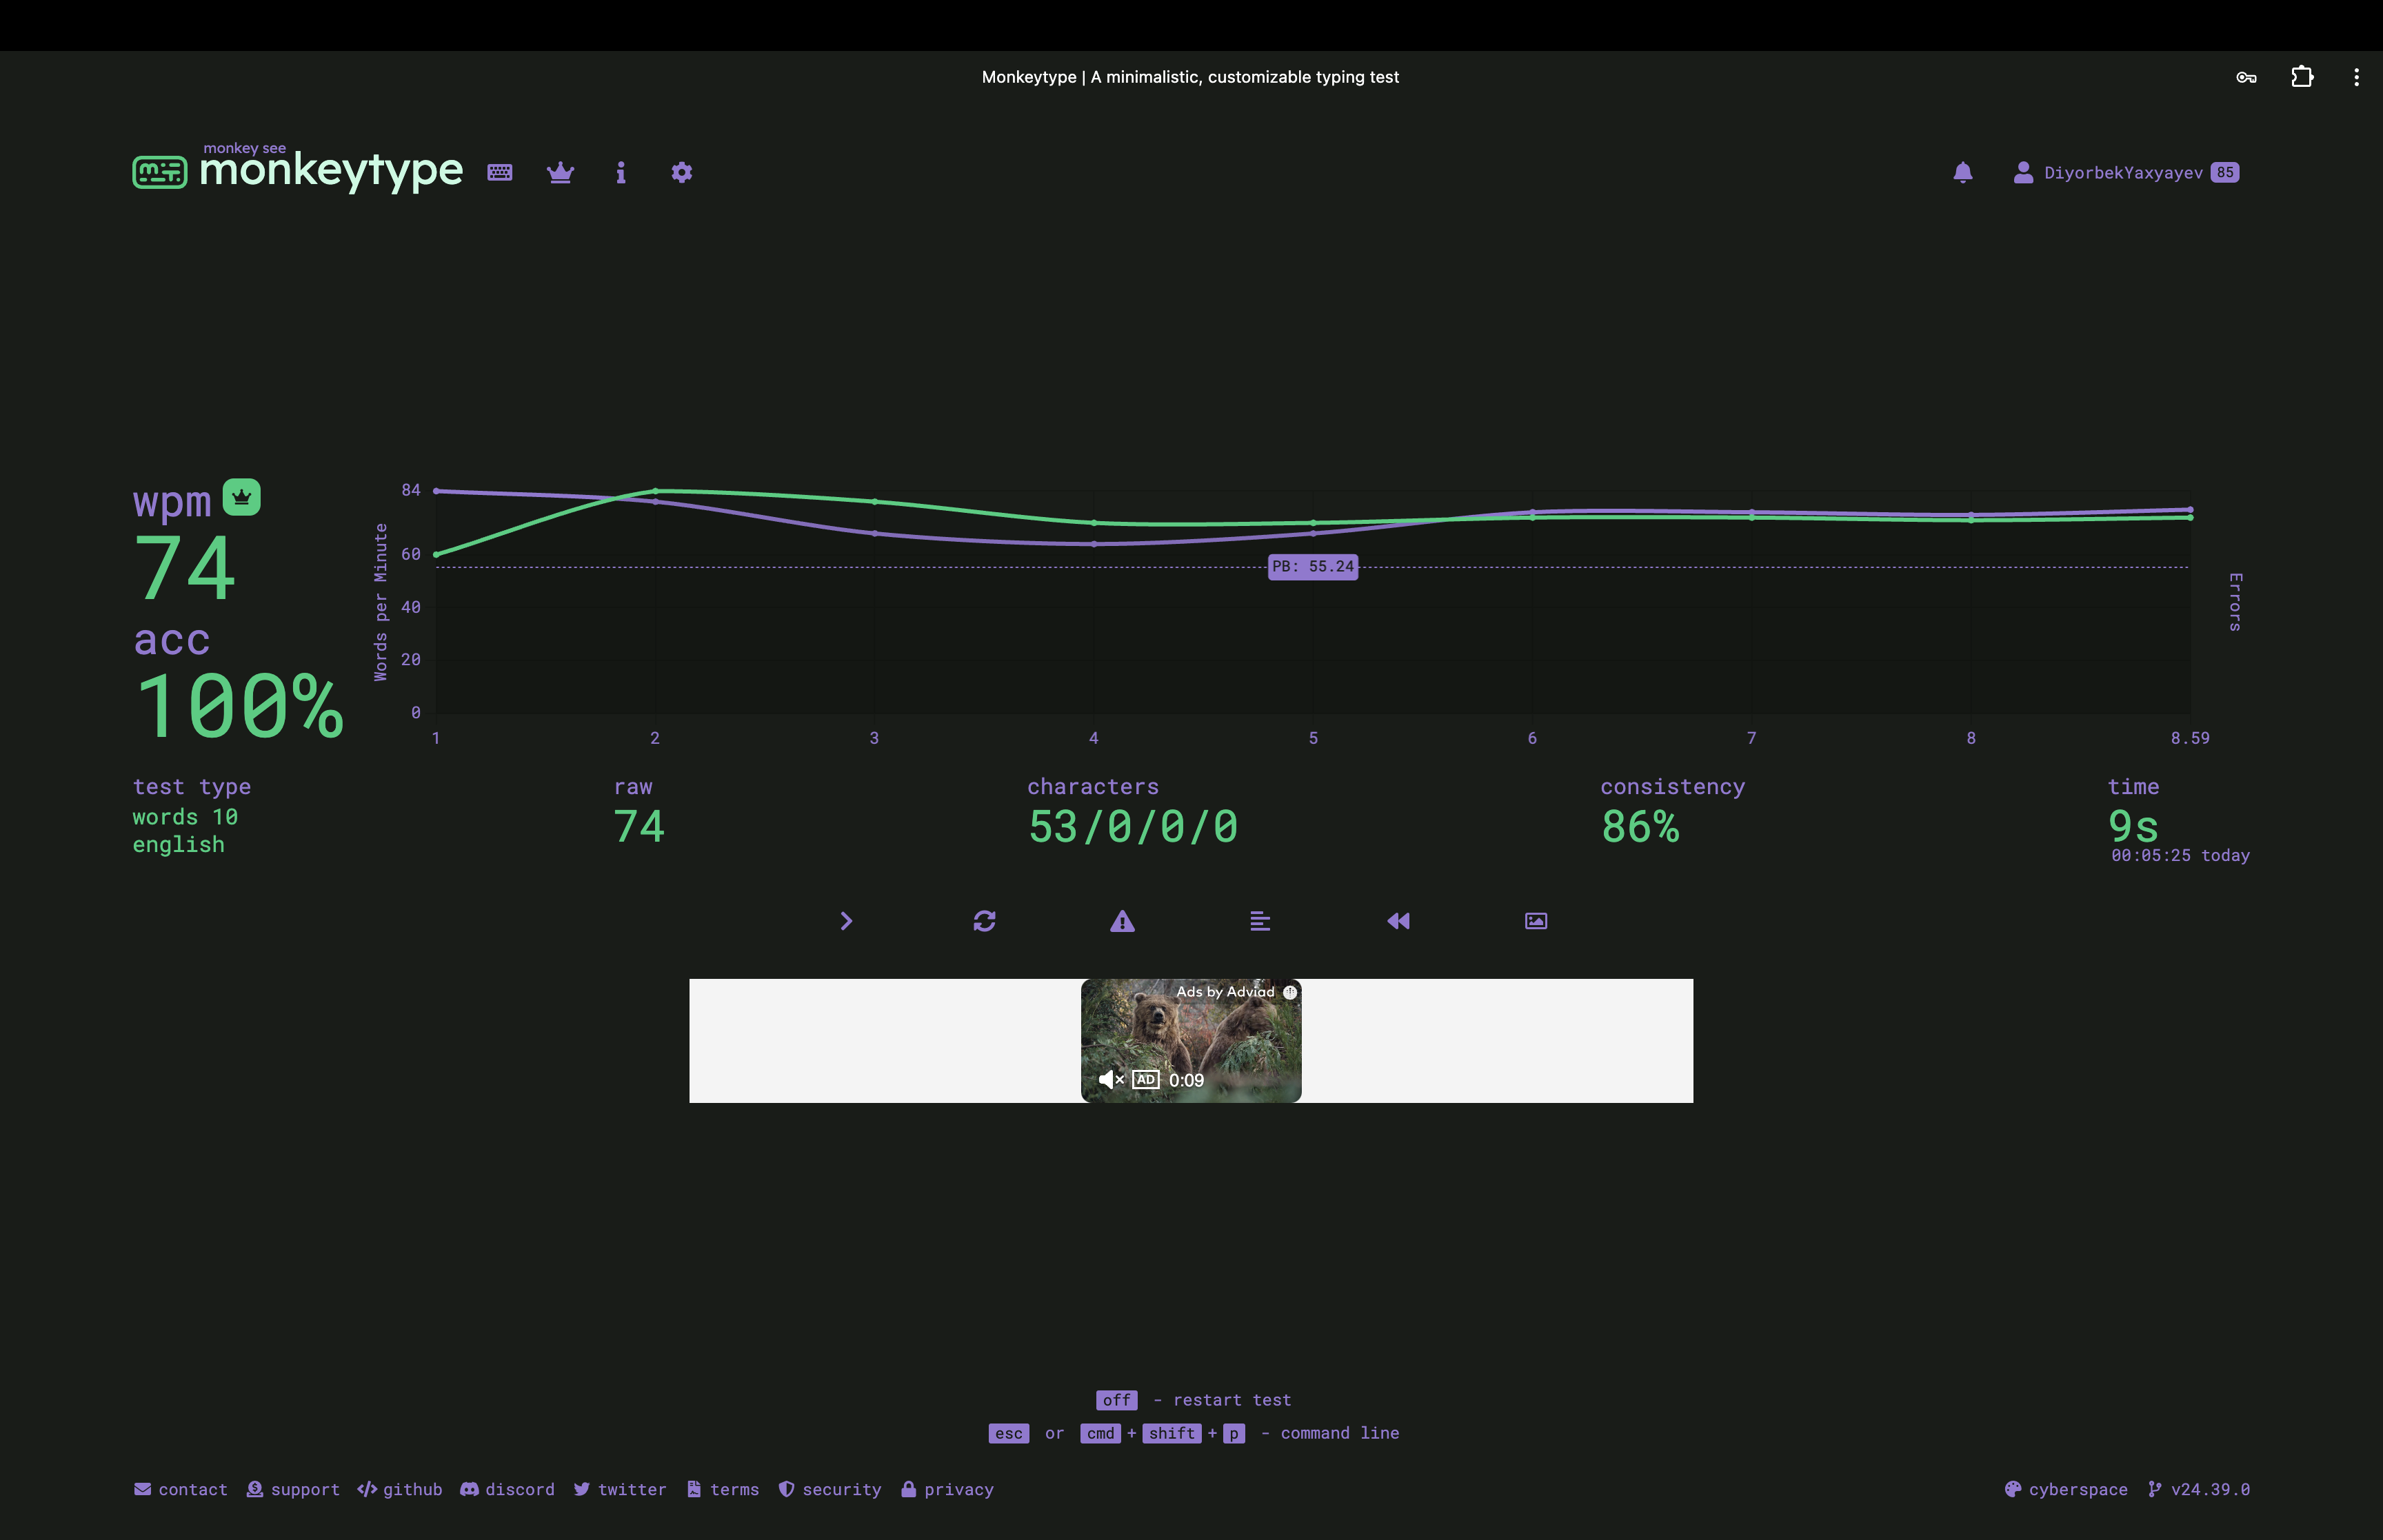 Monkeytype | A minimalistic, customizable typing test
monkey see
monkeytype
DiyorbekYaxyayev 85
wpm
74
acc
100%
Words per Minute
84
60
40
20
0
PB: 55.24
Errors
1 2 3 4 5 6 7 8 8.59
test type
words 10
english
raw
74
characters
53/0/0/0
consistency
86%
time
9s
00:05:25 today
Ads by Adviad
AD 0:09
off - restart test
esc or cmd + shift + p - command line
contact support github discord twitter terms security privacy
cyberspace v24.39.0